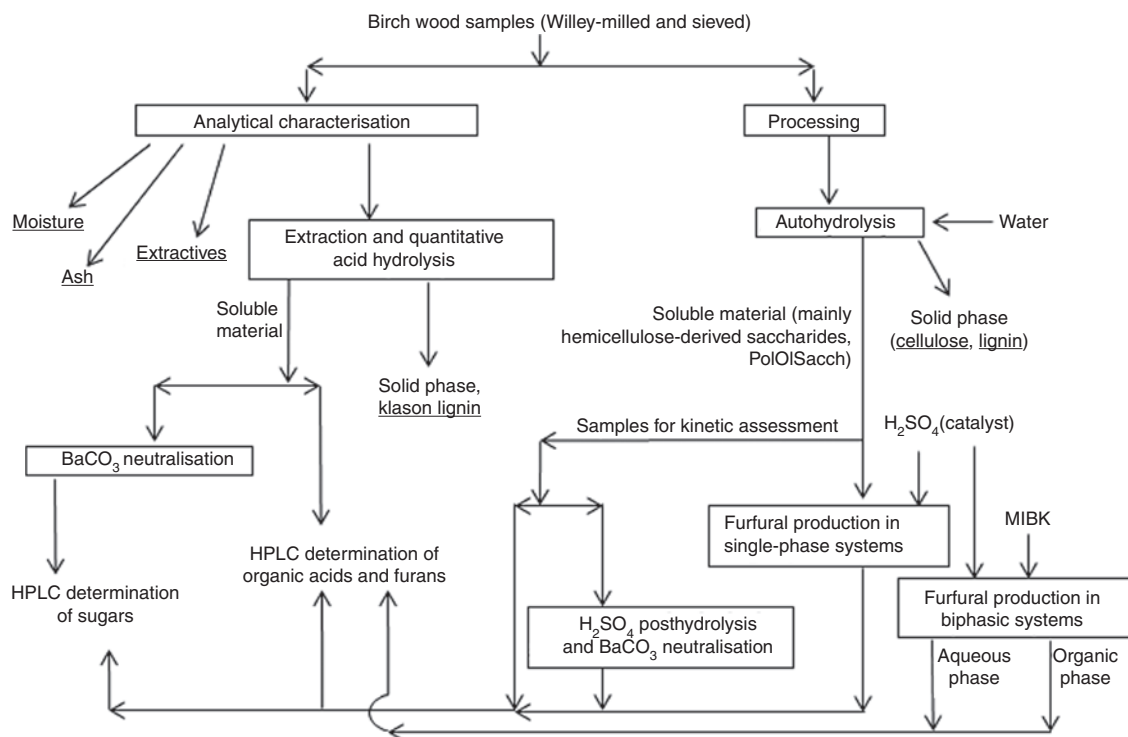 Birch wood samples (Willey-milled and sieved)
Analytical characterisation
Processing
Moisture
Ash
Extractives
Extraction and quantitative
acid hydrolysis
Autohydrolysis
Water
Soluble
material
Solid phase,
klason lignin
Soluble material (mainly
hemicellulose-derived saccharides,
PolOlSacch)
Solid phase
(cellulose, lignin)
Samples for kinetic assessment
H₂SO₄(catalyst)
BaCO₃ neutralisation
HPLC determination
of sugars
HPLC determination of
organic acids and furans
Furfural production in
single-phase systems
MIBK
H₂SO₄ posthydrolysis
and BaCO₃ neutralisation
Furfural production in
biphasic systems
Aqueous
phase
Organic
phase